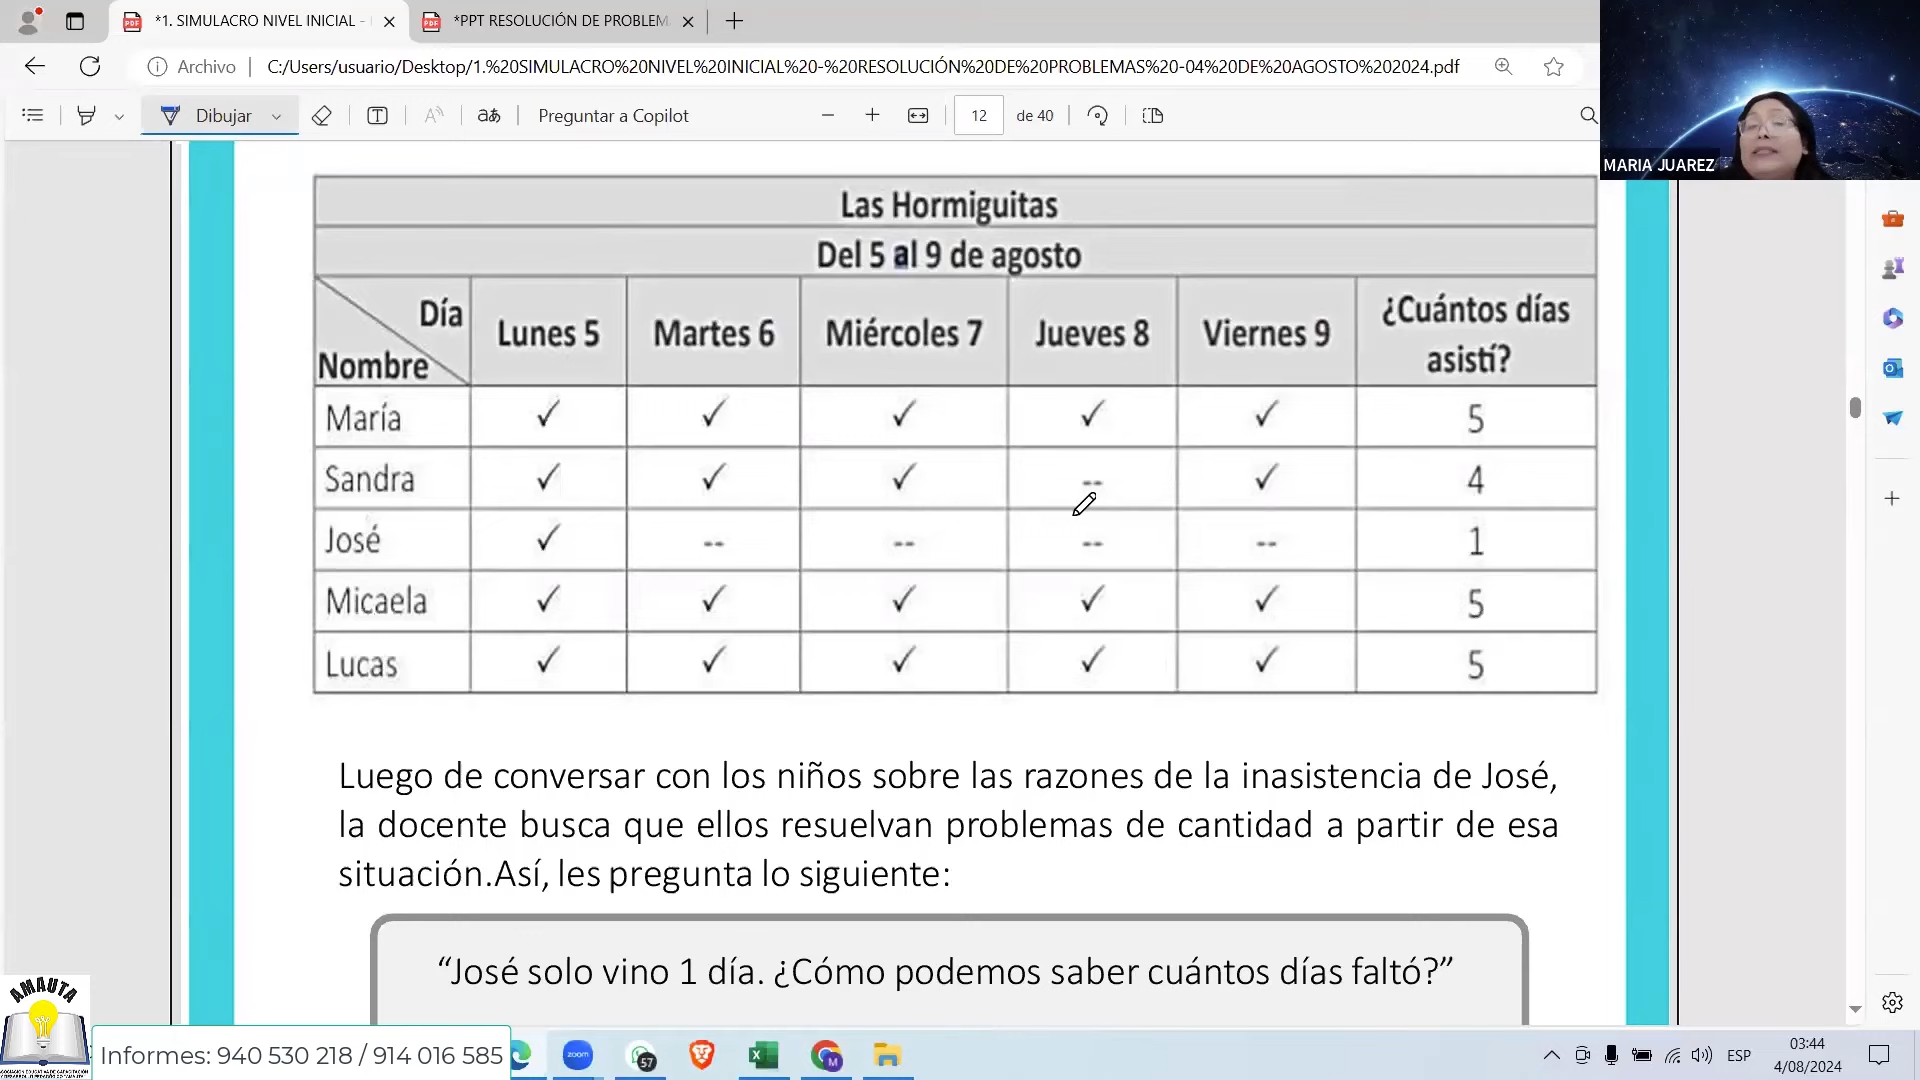 *1. SIMULACRO NIVEL INICIAL -
*PPT RESOLUCIÓN DE PROBLEM
Archivo
C:/Users/usuario/Desktop/1.%20SIMULACRO%20NIVEL%20INICIAL%20-%20RESOLUCIÓN%20DE%20PROBLEMAS%20-04%20DE%20AGOSTO%202024.pdf
Dibujar
aあ
Preguntar a Copilot
12 de 40
MARIA JUAREZ
Las Hormiguitas
Del 5 al 9 de agosto
Día
Nombre
Lunes 5 Martes 6 Miércoles 7 Jueves 8 Viernes 9 ¿Cuántos días asistí?
María ✓ ✓ ✓ ✓ ✓ 5
Sandra ✓ ✓ ✓ -- ✓ 4
José ✓ -- -- -- -- 1
Micaela ✓ ✓ ✓ ✓ ✓ 5
Lucas ✓ ✓ ✓ ✓ ✓ 5
Luego de conversar con los niños sobre las razones de la inasistencia de José,
la docente busca que ellos resuelvan problemas de cantidad a partir de esa
situación.Así, les pregunta lo siguiente:
“José solo vino 1 día. ¿Cómo podemos saber cuántos días faltó?”
AMAUTA
Informes: 940 530 218 / 914 016 585
zoom
57
M
ESP
03:44
4/08/2024